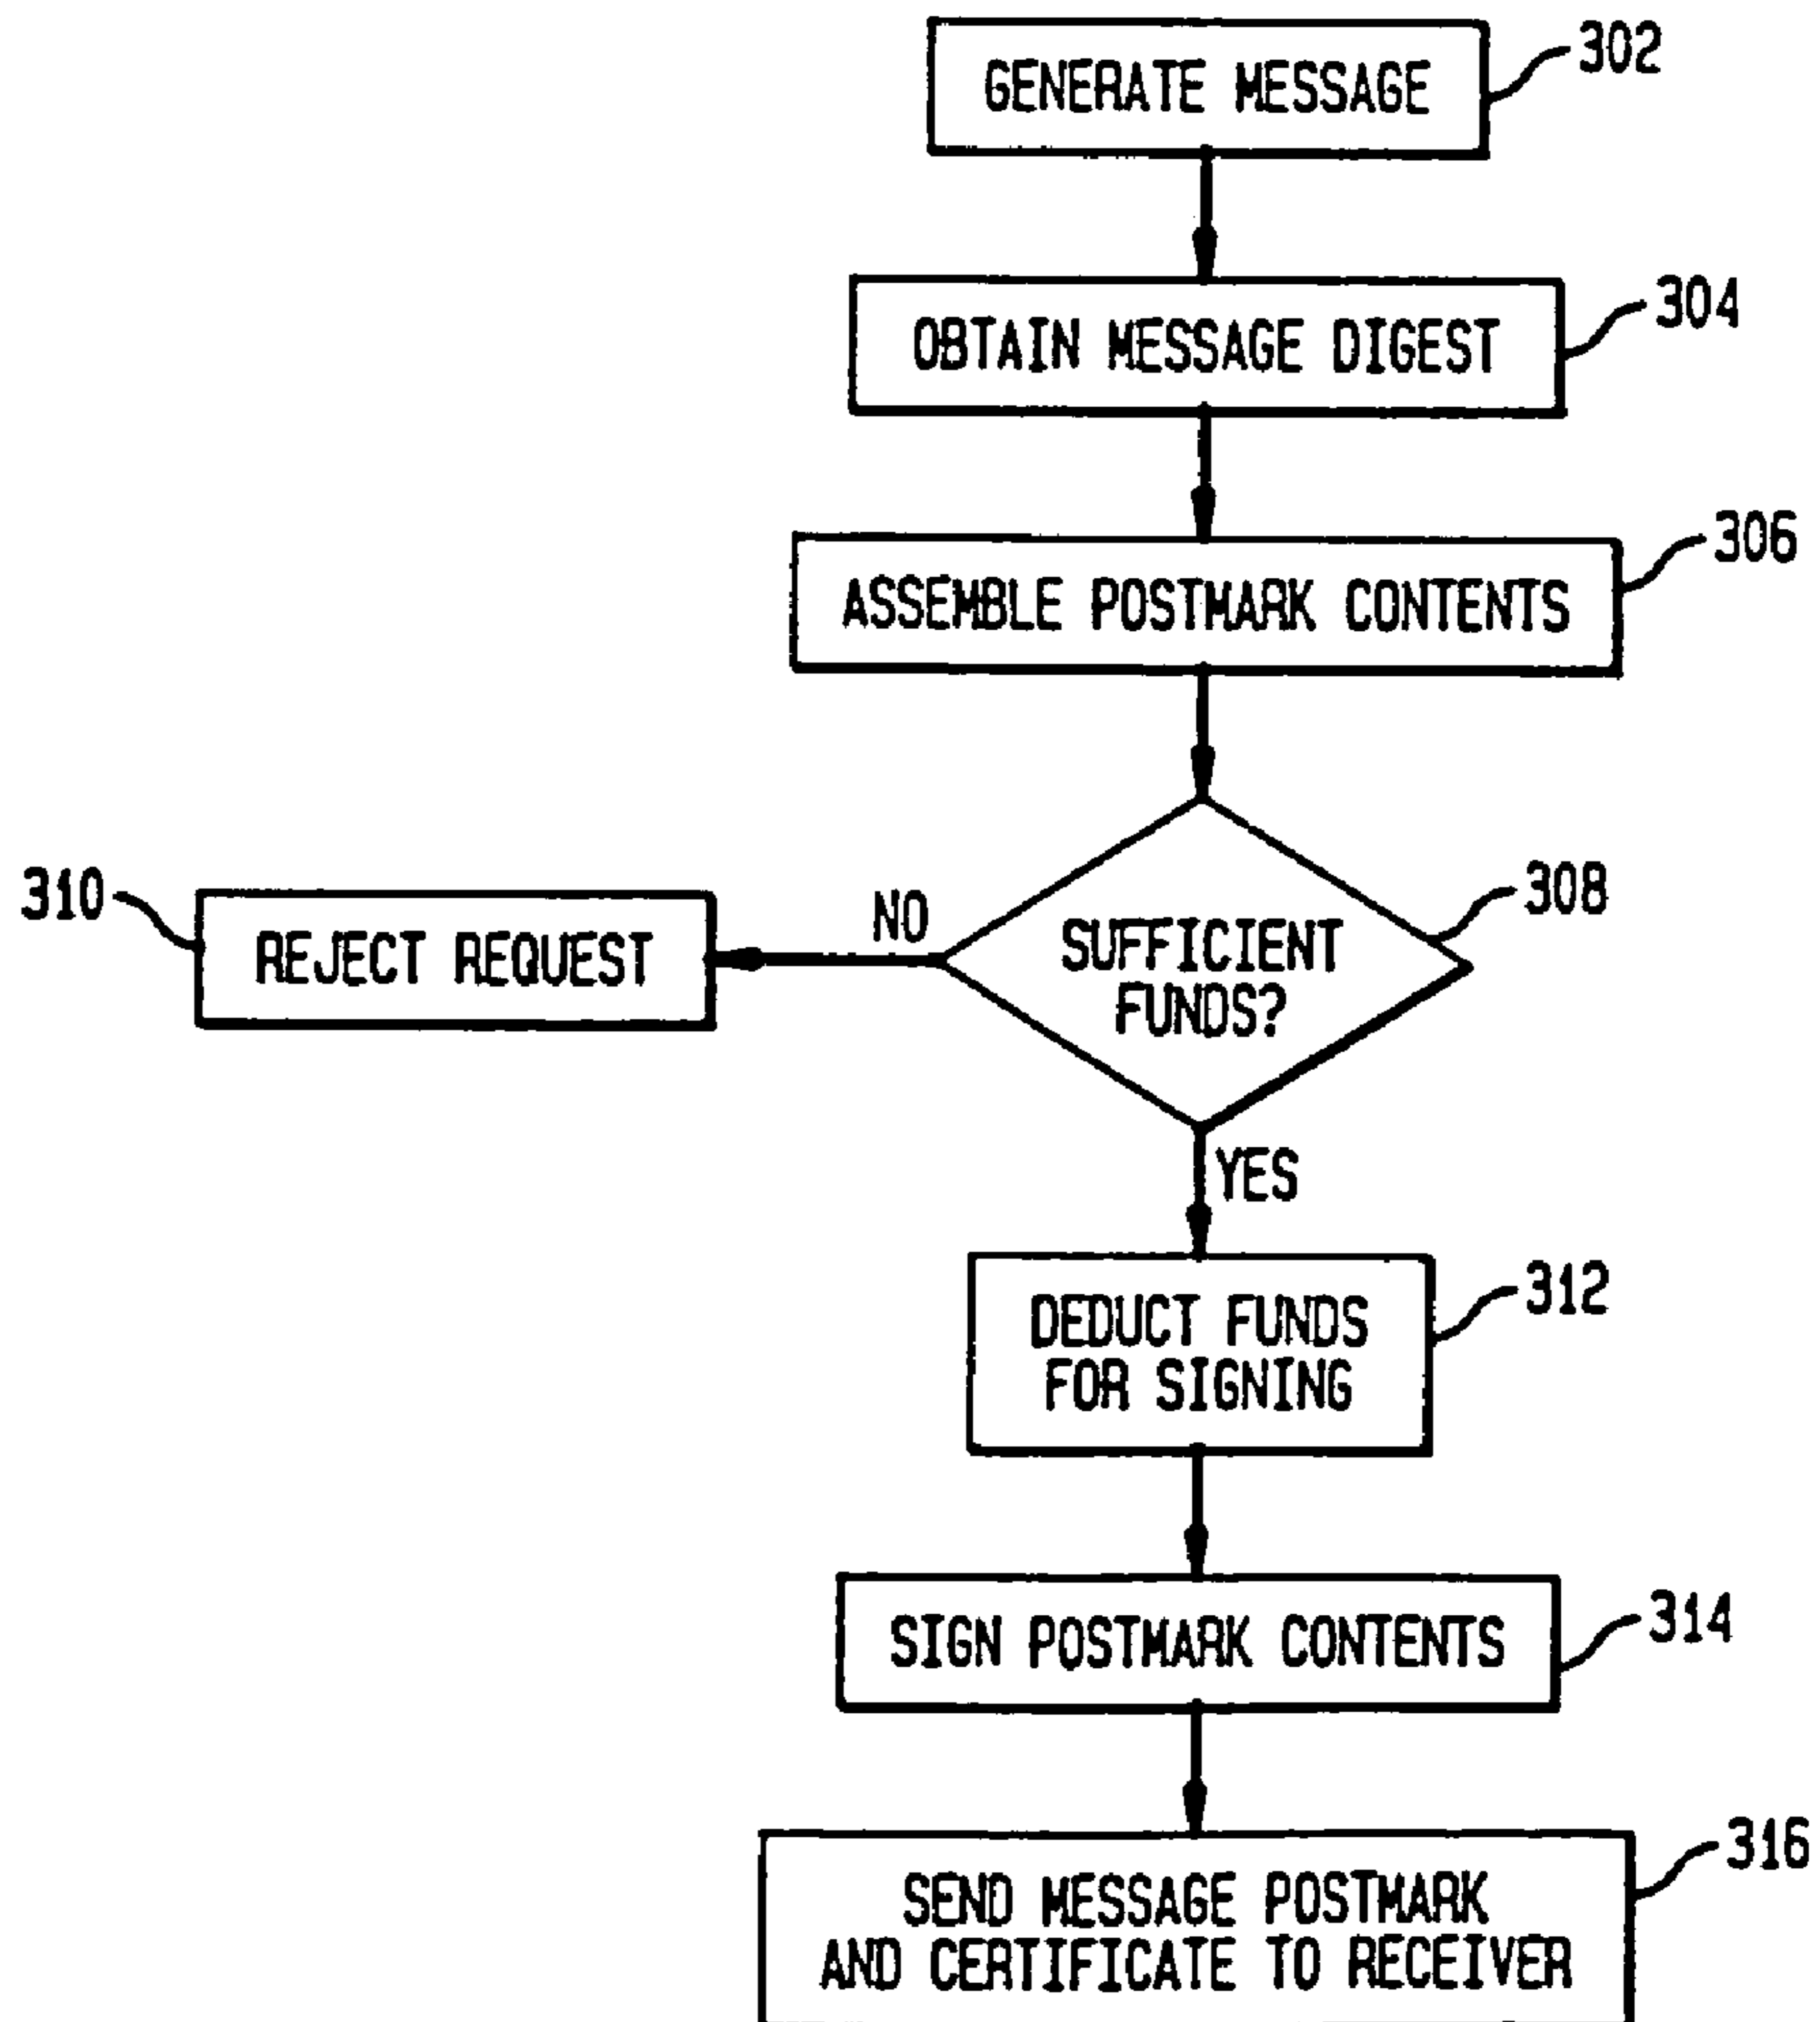 GENERATE MESSAGE
302
OBTAIN MESSAGE DIGEST
304
ASSEMBLE POSTMARK CONTENTS
306
SUFFICIENT
FUNDS?
308
NO
310
REJECT REQUEST
YES
DEDUCT FUNDS
FOR SIGNING
312
SIGN POSTMARK CONTENTS
314
SEND MESSAGE POSTMARK
AND CERTIFICATE TO RECEIVER
316